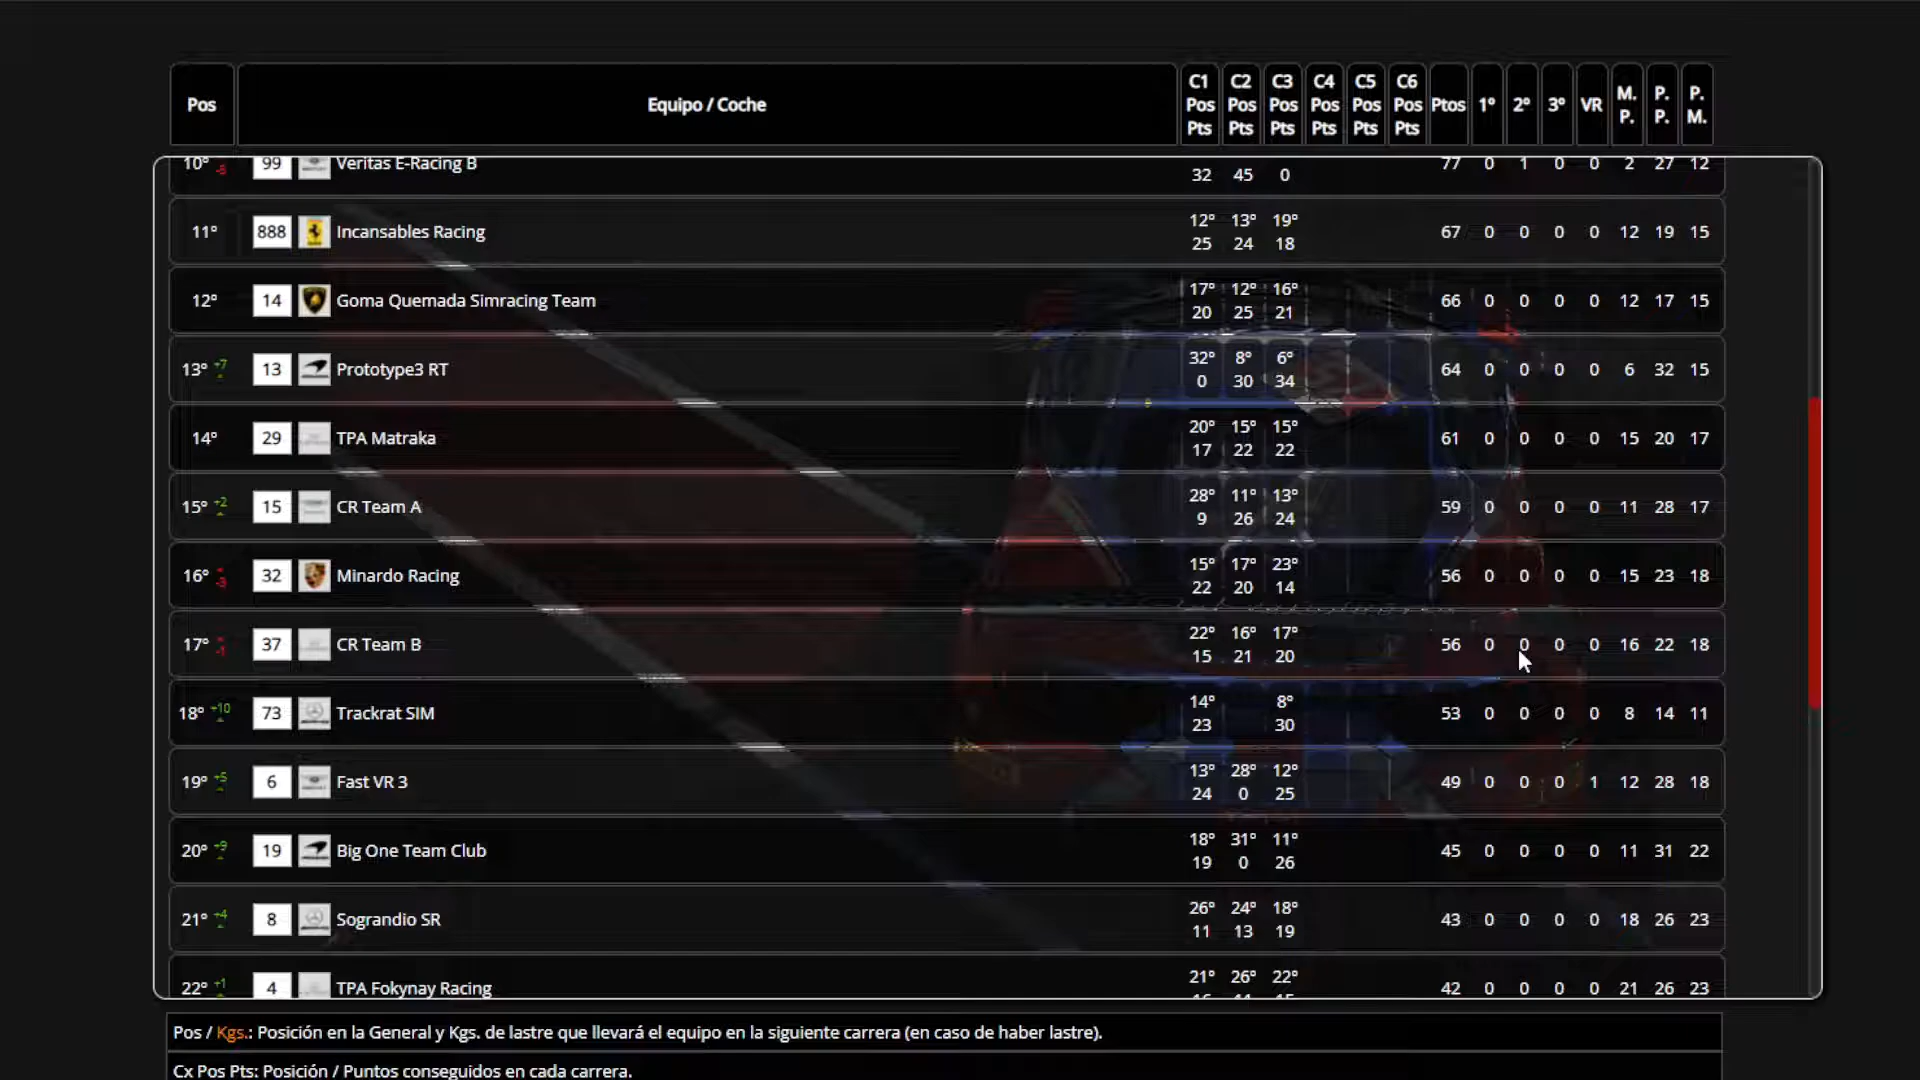 Pos Equipo / Coche C1 Pos Pts C2 Pos Pts C3 Pos Pts C4 Pos Pts C5 Pos Pts C6 Pos Pts Ptos 1º 2º 3º VR M. P. P. P. P. M.
10º 99 Veritas E-Racing B 32 45 0 77 0 1 0 0 2 27 12
12º 13º 19º
11º 888 Incansables Racing 67 0 0 0 0 12 19 15
25 24 18
17º 12º 16º
12º 14 Goma Quemada Simracing Team 66 0 0 0 0 12 17 15
20 25 21
32º 8º 6º
13º +7 13 Prototype3 RT 64 0 0 0 0 6 32 15
0 30 34
20º 15º 15º
14º 29 TPA Matraka 61 0 0 0 0 15 20 17
17 22 22
28º 11º 13º
15º +2 15 CR Team A 59 0 0 0 0 11 28 17
9 26 24
15º 17º 23º
16º -3 32 Minardo Racing 56 0 0 0 0 15 23 18
22 20 14
22º 16º 17º
17º -1 37 CR Team B 56 0 0 0 0 16 22 18
15 21 20
14º 8º
18º +10 73 Trackrat SIM 53 0 0 0 0 8 14 11
23 30
13º 28º 12º
19º +5 6 Fast VR 3 49 0 0 0 1 12 28 18
24 0 25
18º 31º 11º
20º +9 19 Big One Team Club 45 0 0 0 0 11 31 22
19 0 26
26º 24º 18º
21º +4 8 Sograndio SR 43 0 0 0 0 18 26 23
11 13 19
21º 26º 22º
22º +1 4 TPA Fokynay Racing 42 0 0 0 0 21 26 23
Pos / Kgs.: Posición en la General y Kgs. de lastre que llevará el equipo en la siguiente carrera (en caso de haber lastre).
Cx Pos Pts: Posición / Puntos conseguidos en cada carrera.